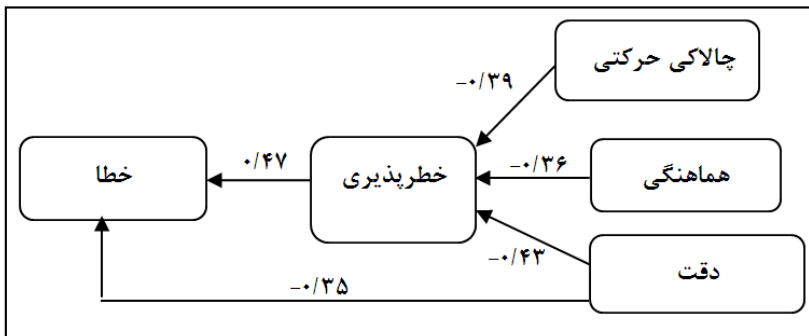 چالاکی حرکتی
−۰/۳۹
خطا
۰/۴۷
خطرپذیری
−۰/۳۶
هماهنگی
−۰/۴۳
دقت
−۰/۳۵